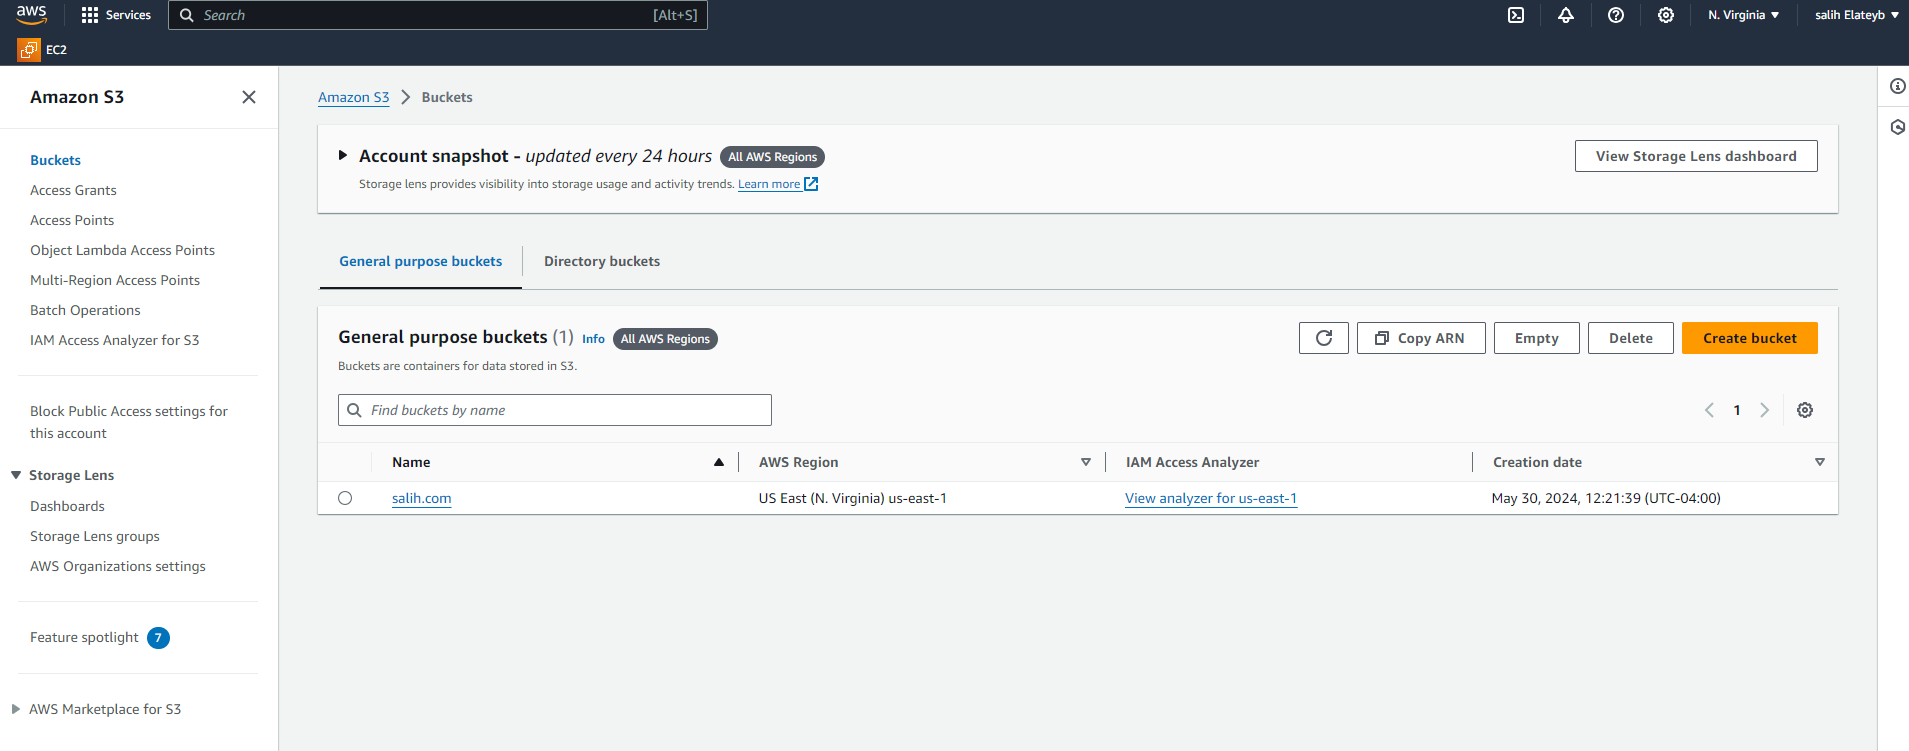 aws
Services
Search [Alt+S]
N. Virginia
salih Elateyb
EC2
Amazon S3
Buckets
Access Grants
Access Points
Object Lambda Access Points
Multi-Region Access Points
Batch Operations
IAM Access Analyzer for S3
Block Public Access settings for
this account
Storage Lens
Dashboards
Storage Lens groups
AWS Organizations settings
Feature spotlight 7
AWS Marketplace for S3
Amazon S3 Buckets
Account snapshot - updated every 24 hours All AWS Regions
Storage lens provides visibility into storage usage and activity trends. Learn more
View Storage Lens dashboard
General purpose buckets Directory buckets
General purpose buckets (1) Info All AWS Regions
Buckets are containers for data stored in S3.
Copy ARN Empty Delete Create bucket
Find buckets by name
1
Name AWS Region IAM Access Analyzer Creation date
salih.com US East (N. Virginia) us-east-1 View analyzer for us-east-1 May 30, 2024, 12:21:39 (UTC-04:00)